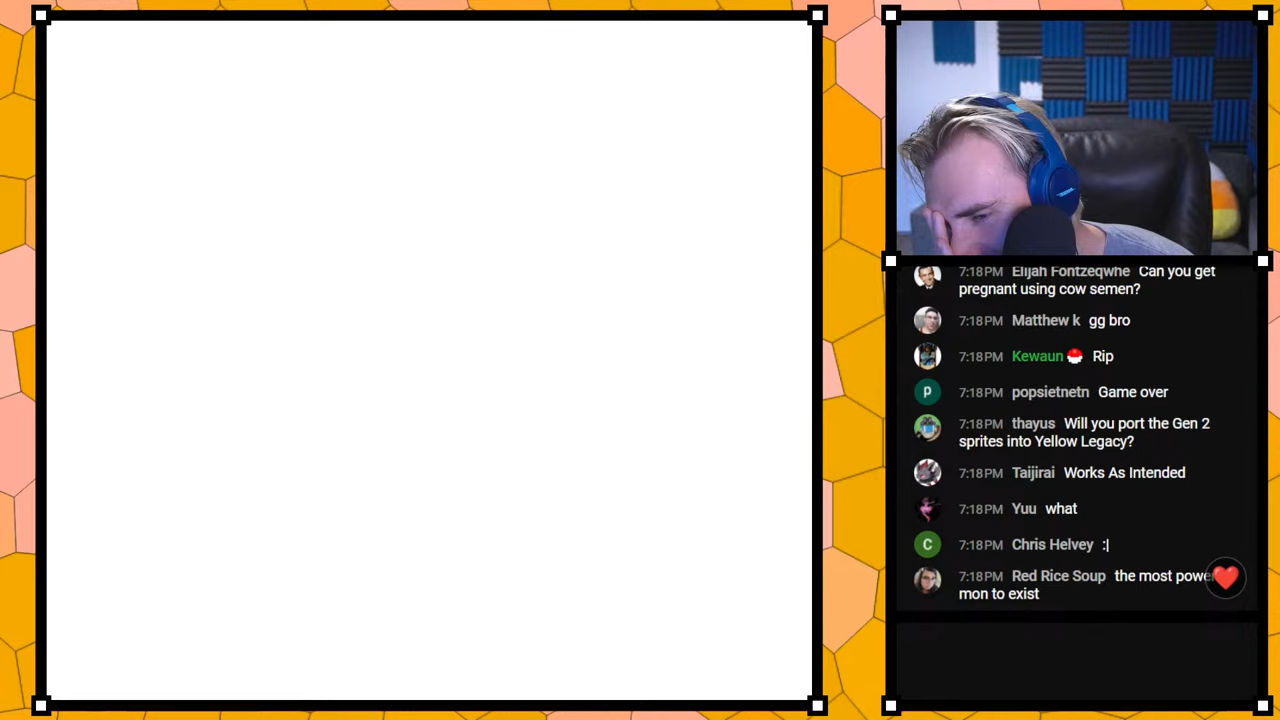 7:18PM Elijah Fontzeqwhe Can you get
pregnant using cow semen?
7:18PM Matthew k gg bro
7:18PM Kewaun Rip
P 7:18PM popsietnetn Game over
7:18PM thayus Will you port the Gen 2
sprites into Yellow Legacy?
7:18PM Taijirai Works As Intended
7:18PM Yuu what
C 7:18PM Chris Helvey :|
7:18PM Red Rice Soup the most
mon to exist